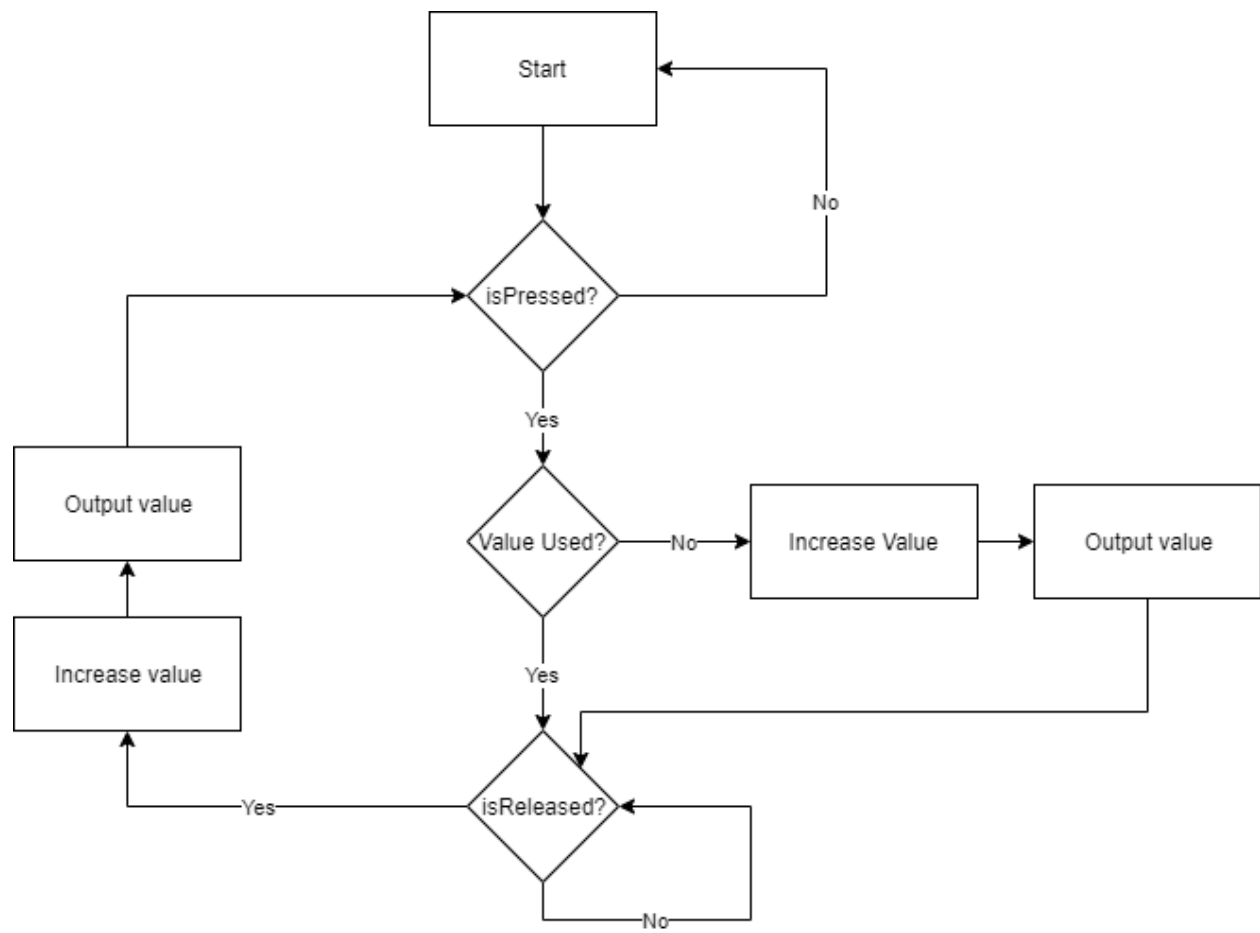 Start
No
isPressed?
Yes
Output value
Value Used?
No
Increase Value
Output value
Increase value
Yes
Yes
isReleased?
No